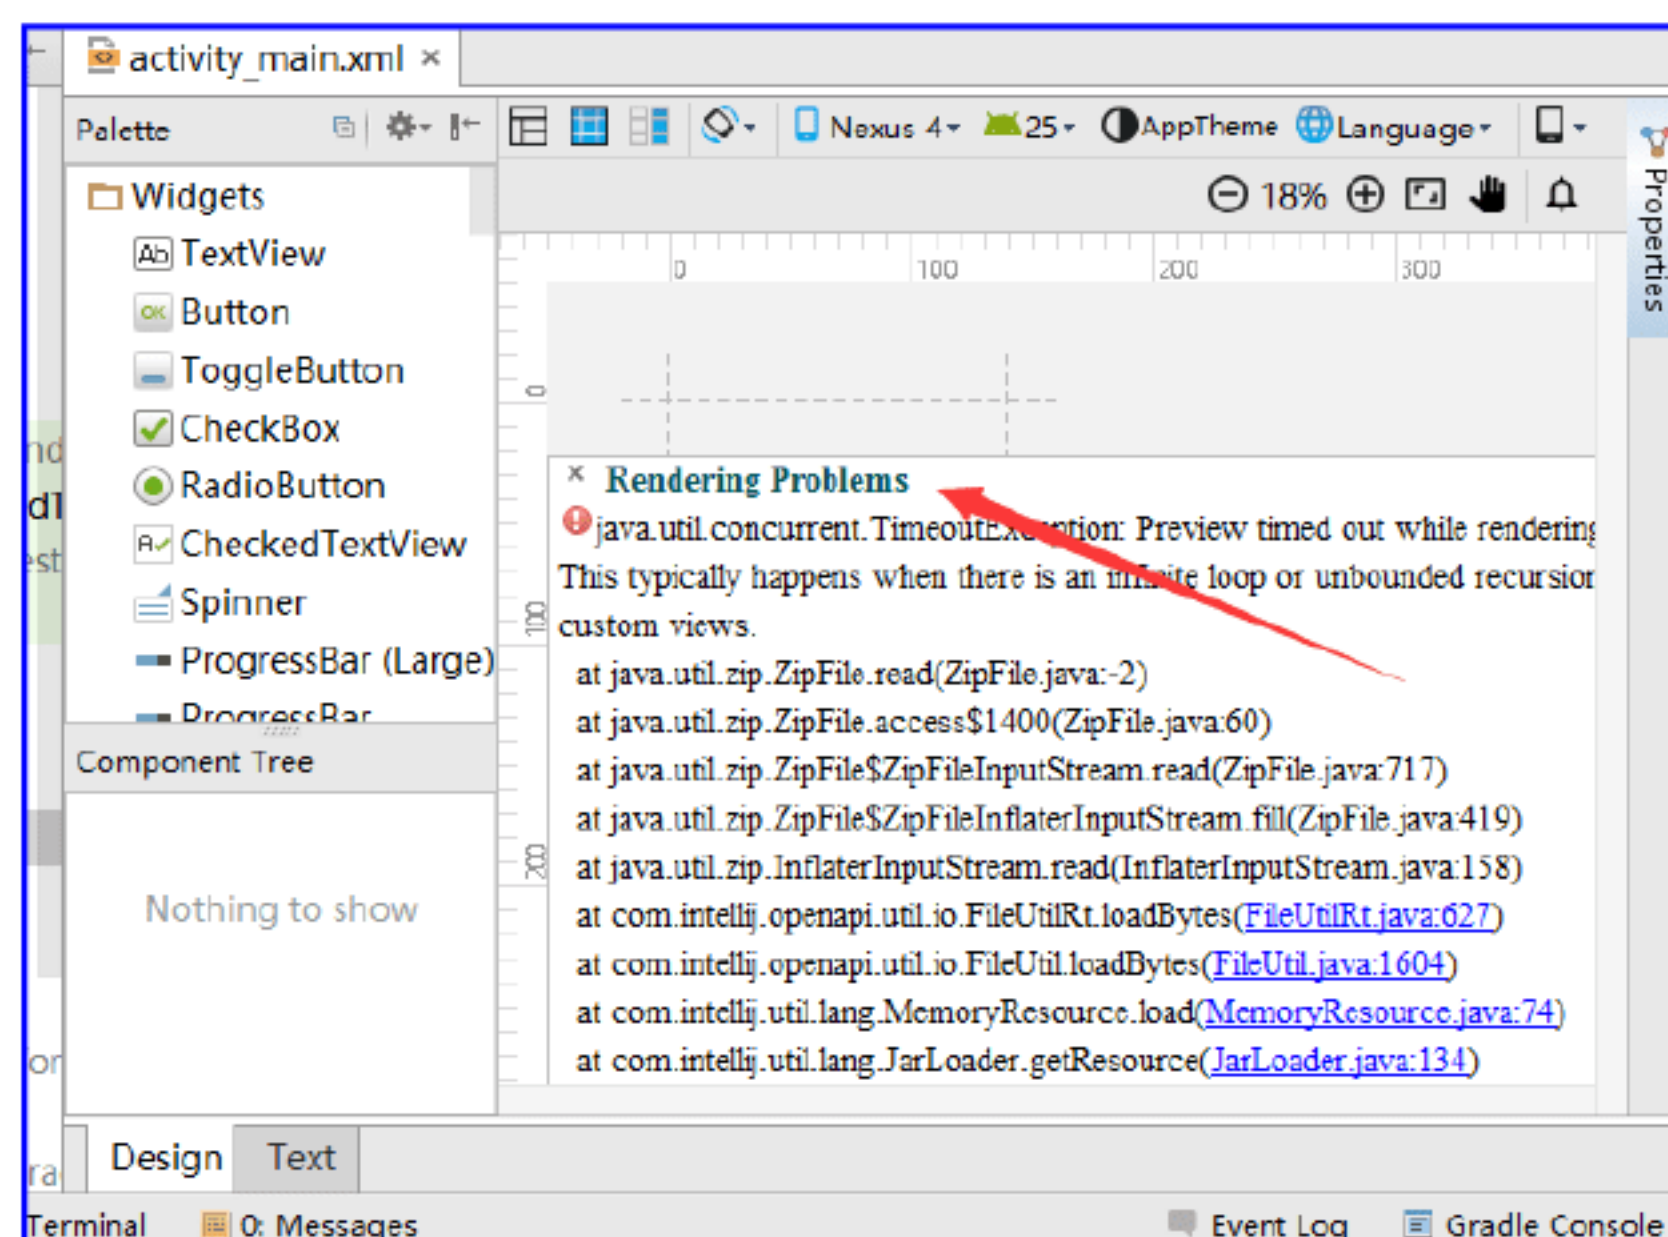 activity_main.xml
Palette
Nexus 4
25
AppTheme
Language
18%
Properties
Widgets
Ab TextView
OK Button
ToggleButton
CheckBox
RadioButton
CheckedTextView
Spinner
ProgressBar (Large)
ProgressBar
Component Tree
Nothing to show
0 100 200 300
0
100
200
Rendering Problems
java.util.concurrent.TimeoutException: Preview timed out while rendering
This typically happens when there is an infinite loop or unbounded recursion
custom views.
at java.util.zip.ZipFile.read(ZipFile.java:-2)
at java.util.zip.ZipFile.access$1400(ZipFile.java:60)
at java.util.zip.ZipFile$ZipFileInputStream.read(ZipFile.java:717)
at java.util.zip.ZipFile$ZipFileInflaterInputStream.fill(ZipFile.java:419)
at java.util.zip.InflaterInputStream.read(InflaterInputStream.java:158)
at com.intellij.openapi.util.io.FileUtilRt.loadBytes(FileUtilRt.java:627)
at com.intellij.openapi.util.io.FileUtil.loadBytes(FileUtil.java:1604)
at com.intellij.util.lang.MemoryResource.load(MemoryResource.java:74)
at com.intellij.util.lang.JarLoader.getResource(JarLoader.java:134)
Design Text
Terminal 0: Messages Event Log Gradle Console